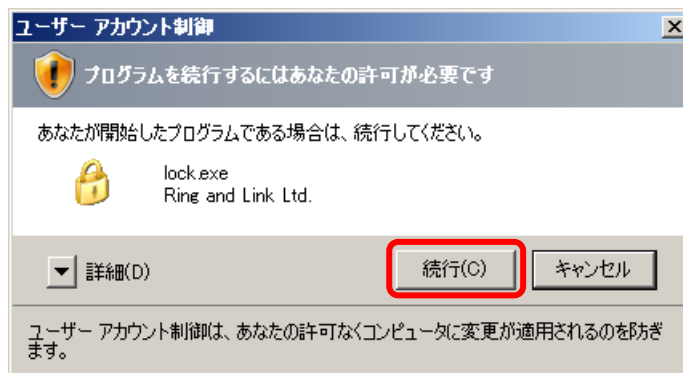 ユーザー アカウント制御
プログラムを続行するにはあなたの許可が必要です
あなたが開始したプログラムである場合は、続行してください。
lock.exe
Ring and Link Ltd.
詳細(D)
続行(C)
キャンセル
ユーザー アカウント制御は、あなたの許可なくコンピュータに変更が適用されるのを防ぎ
ます。